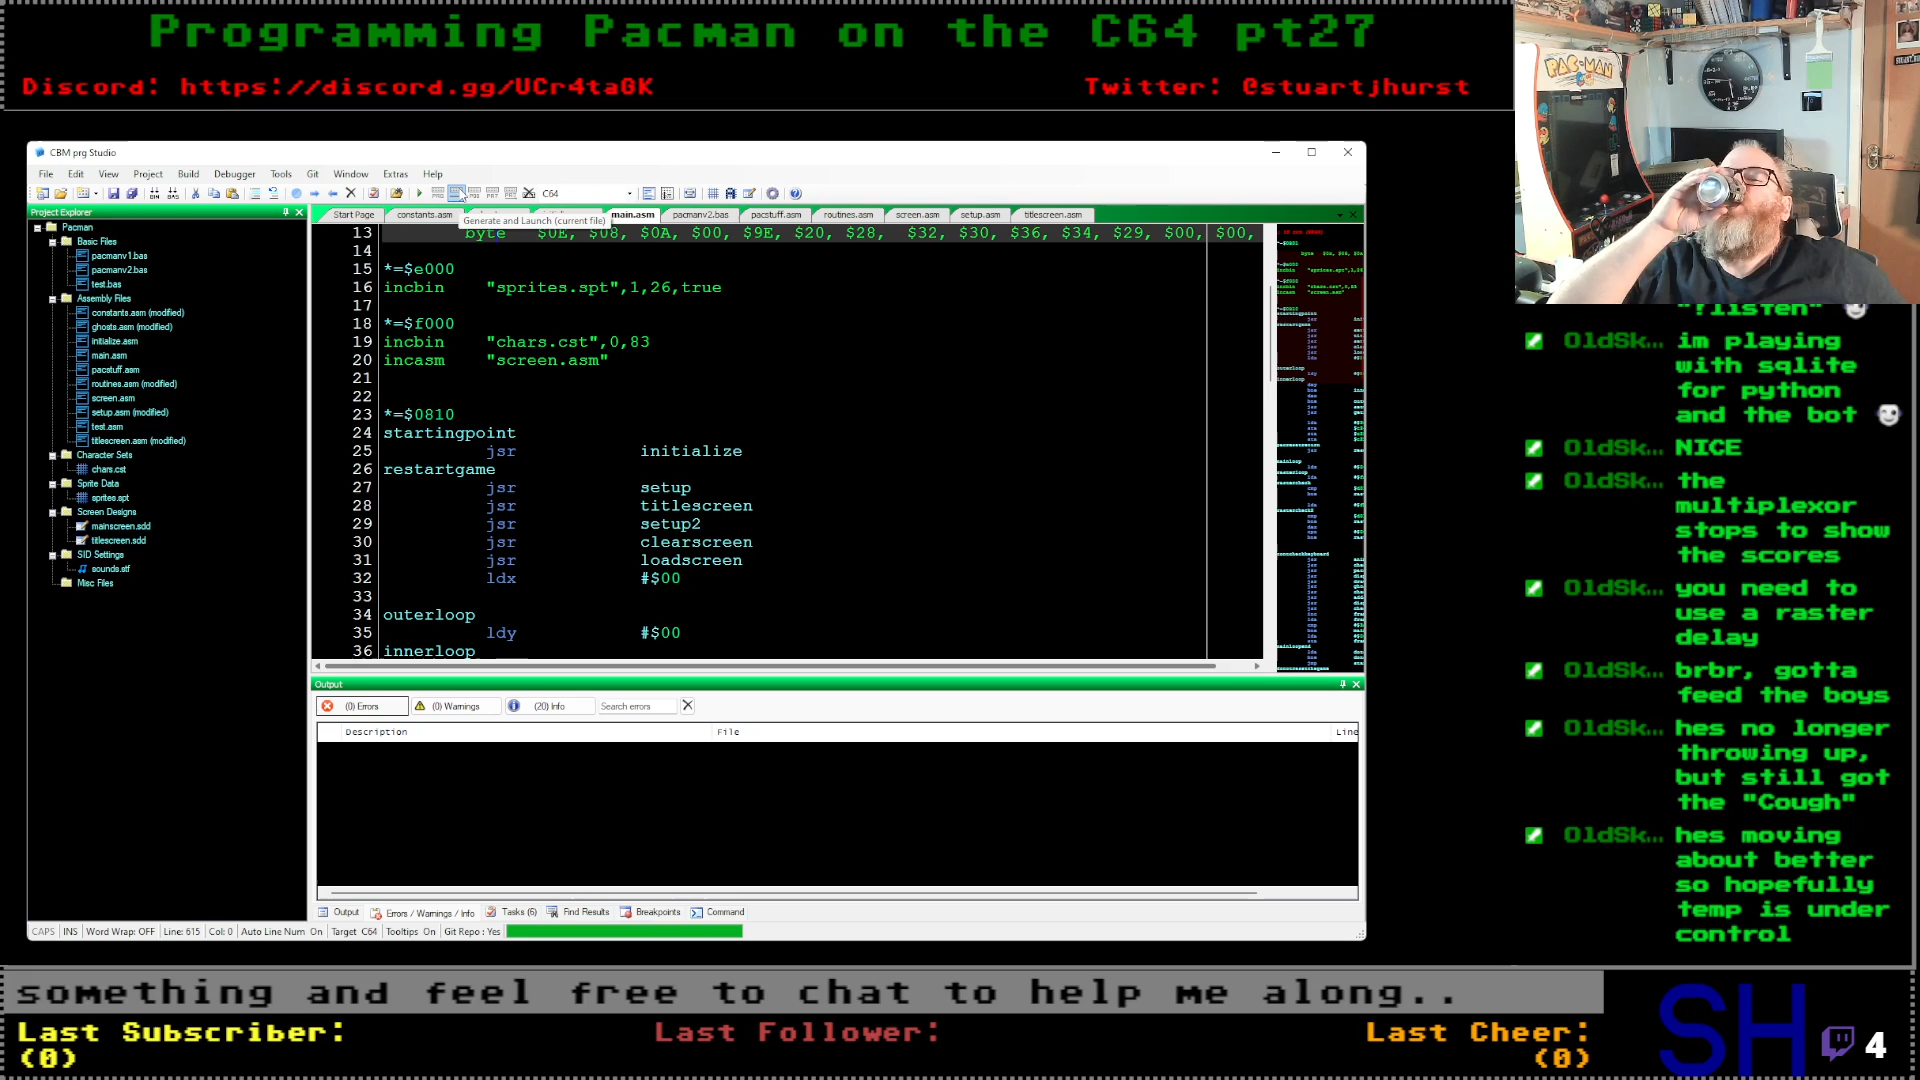 Programming Pacman on the C64 pt27
Discord: https://discord.gg/UCr4taGK
Twitter: @stuartjhurst
PAC-MAN
CBM prg Studio
File Edit View Project Build Debugger Tools Git Window Extras Help
C64
Project Explorer
Start Page constants.asm main.asm pacmanv2.bas pacstuff.asm routines.asm screen.asm setup.asm titlescreen.asm
Generate and Launch (current file)
Pacman
Basic Files
pacmanv1.bas
pacmanv2.bas
test.bas
Assembly Files
constants.asm (modified)
ghosts.asm (modified)
initialize.asm
main.asm
pacstuff.asm
routines.asm (modified)
screen.asm
setup.asm (modified)
test.asm
titlescreen.asm (modified)
Character Sets
chars.cst
Sprite Data
sprites.spt
Screen Designs
mainscreen.sdd
titlescreen.sdd
SID Settings
sounds.stf
Misc Files
13 byte $0E, $08, $0A, $00, $9E, $20, $28, $32, $30, $36, $34, $29, $00, $00,
14
15 *=$e000
16 incbin "sprites.spt",1,26,true
17
18 *=$f000
19 incbin "chars.cst",0,83
20 incasm "screen.asm"
21
22
23 *=$0810
24 startingpoint
25 jsr initialize
26 restartgame
27 jsr setup
28 jsr titlescreen
29 jsr setup2
30 jsr clearscreen
31 jsr loadscreen
32 ldx #$00
33
34 outerloop
35 ldy #$00
36 innerloop
Output
(0) Errors (0) Warnings (20) Info Search errors
Description File Line
Output Errors / Warnings / Info Tasks (6) Find Results Breakpoints Command
CAPS INS Word Wrap: OFF Line: 615 Col: 0 Auto Line Num On Target C64 Tooltips On Git Repo : Yes
"!listen"
OldSk... im playing
with sqlite
for python
and the bot
OldSk... NICE
OldSk... the
multiplexor
stops to show
the scores
OldSk... you need to
use a raster
delay
OldSk... brbr, gotta
feed the boys
OldSk... hes no longer
throwing up,
but still got
the "Cough"
OldSk... hes moving
about better
so hopefully
temp is under
control
something and feel free to chat to help me along..
Last Subscriber:
(0)
Last Follower:
Last Cheer:
(0)
SH
4